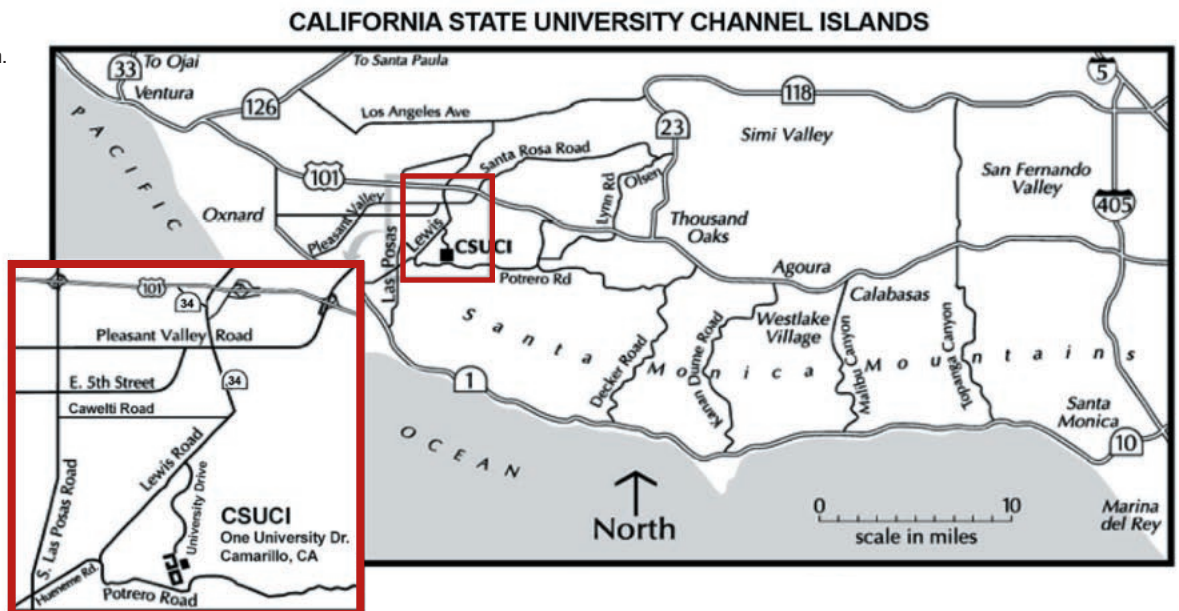 CALIFORNIA STATE UNIVERSITY CHANNEL ISLANDS
33
To Ojai
Ventura
126
To Santa Paula
Los Angeles Ave
118
5
23
Simi Valley
PACIFIC
101
Santa Rosa Road
San Fernando
Valley
405
Oxnard
Pleasant Valley
Lynn Rd
Olsen
Thousand
Oaks
Las Posas
Lewis
CSUCI
Potrero Rd
Agoura
Calabasas
Westlake
Village
Santa Monica Mountains
Decker Road
Kanan Dume Road
Malibu Canyon
Topanga Canyon
1
Santa
Monica
10
OCEAN
North
0 10
scale in miles
Marina
del Rey
101
34
Pleasant Valley Road
E. 5th Street
34
Cawelti Road
Lewis Road
S. Las Posas Road
University Drive
CSUCI
One University Dr.
Camarillo, CA
Hueneme Rd.
Potrero Road